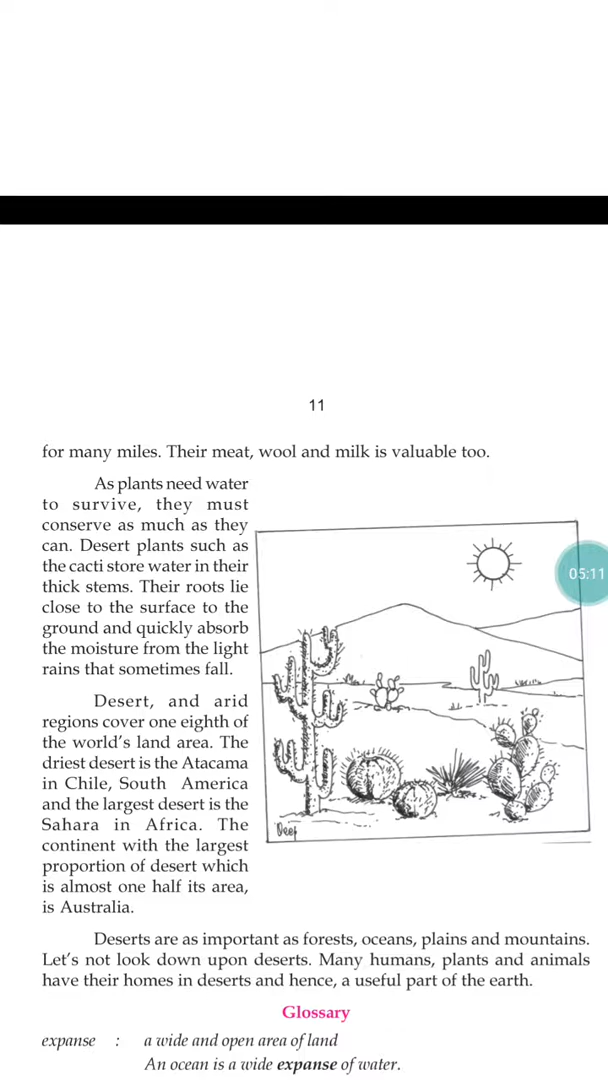 11
for many miles. Their meat, wool and milk is valuable too.
As plants need water
to survive, they must
conserve as much as they
can. Desert plants such as
the cacti store water in their
thick stems. Their roots lie
close to the surface to the
ground and quickly absorb
the moisture from the light
rains that sometimes fall.
Desert, and arid
regions cover one eighth of
the world's land area. The
driest desert is the Atacama
in Chile, South America
and the largest desert is the
Sahara in Africa. The
continent with the largest
proportion of desert which
is almost one half its area,
is Australia.
05:11
Deep
Deserts are as important as forests, oceans, plains and mountains.
Let's not look down upon deserts. Many humans, plants and animals
have their homes in deserts and hence, a useful part of the earth.
Glossary
expanse : a wide and open area of land
An ocean is a wide expanse of water.